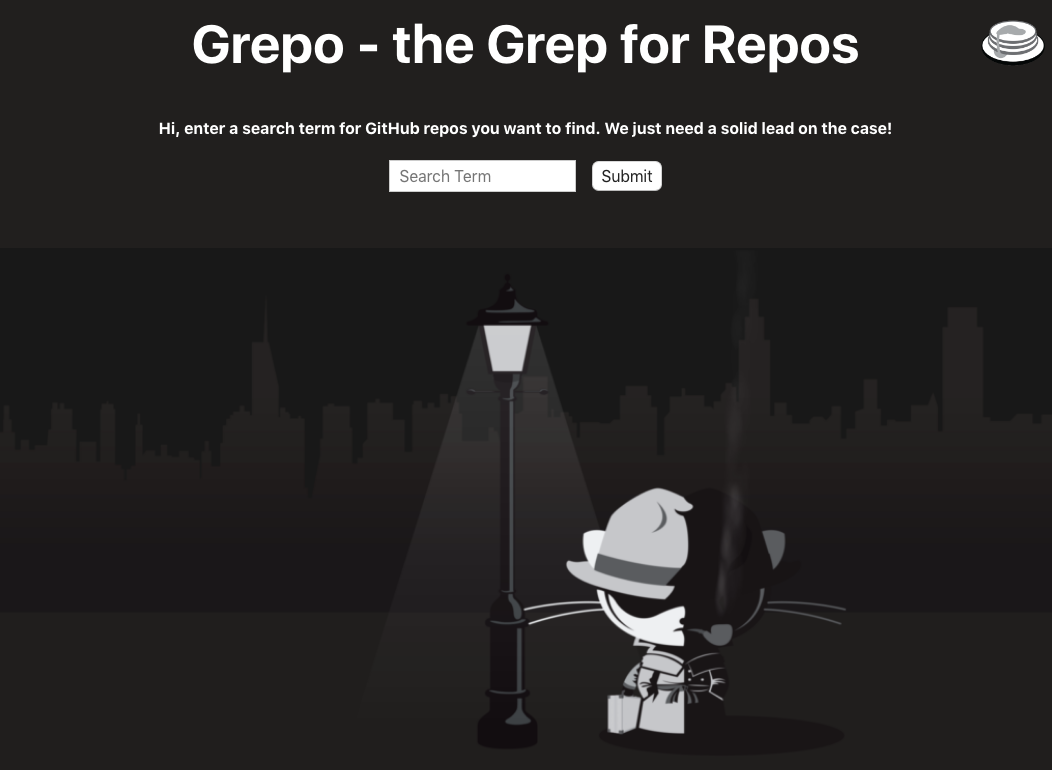 Grepo - the Grep for Repos
Hi, enter a search term for GitHub repos you want to find. We just need a solid lead on the case!
Search Term
Submit